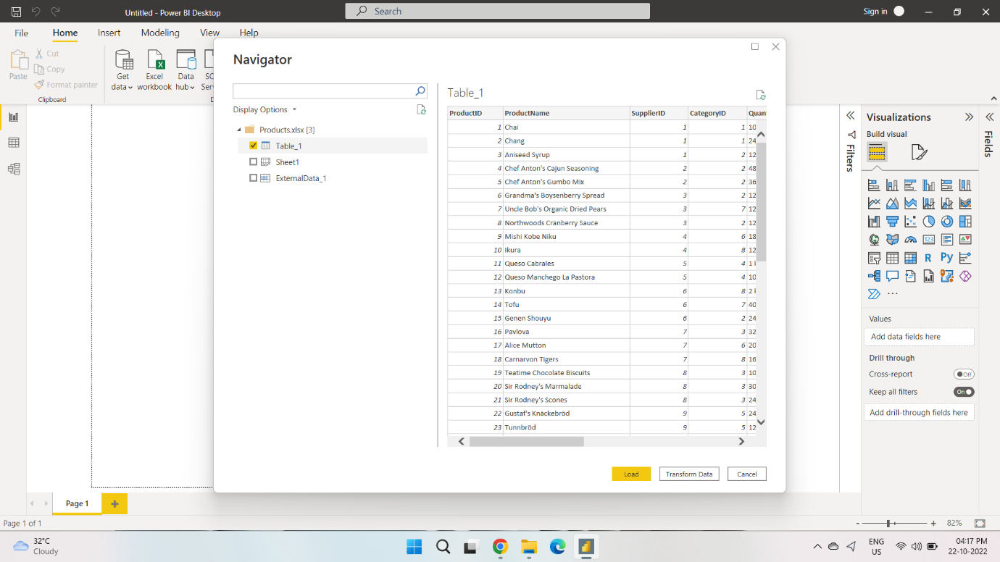 Untitled - Power BI Desktop
Search
Sign in
File Home Insert Modeling View Help
Paste
Cut
Copy
Format painter
Clipboard
Get data
Excel workbook
Data hub
Navigator
Display Options
Products.xlsx [3]
Table_1
Sheet1
ExternalData_1
Table_1
ProductID ProductName SupplierID CategoryID Quan
1 Chai 1 1 10
2 Chang 1 1 24
3 Aniseed Syrup 1 2 12
4 Chef Anton's Cajun Seasoning 2 2 48
5 Chef Anton's Gumbo Mix 2 2 36
6 Grandma's Boysenberry Spread 3 2 12
7 Uncle Bob's Organic Dried Pears 3 7 12
8 Northwoods Cranberry Sauce 3 2 12
9 Mishi Kobe Niku 4 6 18
10 Ikura 4 8 12
11 Queso Cabrales 5 4 1
12 Queso Manchego La Pastora 5 4 10
13 Konbu 6 8 2
14 Tofu 6 7 40
15 Genen Shouyu 6 2 24
16 Pavlova 7 3 32
17 Alice Mutton 7 6 20
18 Carnarvon Tigers 7 8 16
19 Teatime Chocolate Biscuits 8 3 10
20 Sir Rodney's Marmalade 8 3 30
21 Sir Rodney's Scones 8 3 24
22 Gustaf's Knäckebröd 9 5 24
23 Tunnbröd 9 5 12
Load
Transform Data
Cancel
Filters
Visualizations
Build visual
123
R
Py
Values
Add data fields here
Drill through
Cross-report
Off
Keep all filters
On
Add drill-through fields here
Fields
Page 1
Page 1 of 1
82%
32°C
Cloudy
ENG
US
04:17 PM
22-10-2022